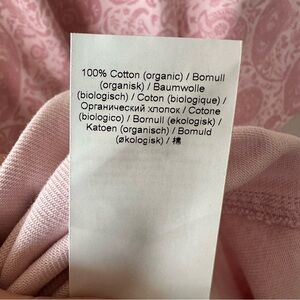 100% Cotton (organic) / Bomull
(organisk) / Baumwolle
(biologisch) / Coton (biologique) /
Органический хлопок / Cotone
(biologico) / Bomull (ekologisk) /
Katoen (organisch) / Bomuld
(økologisk) / 棉